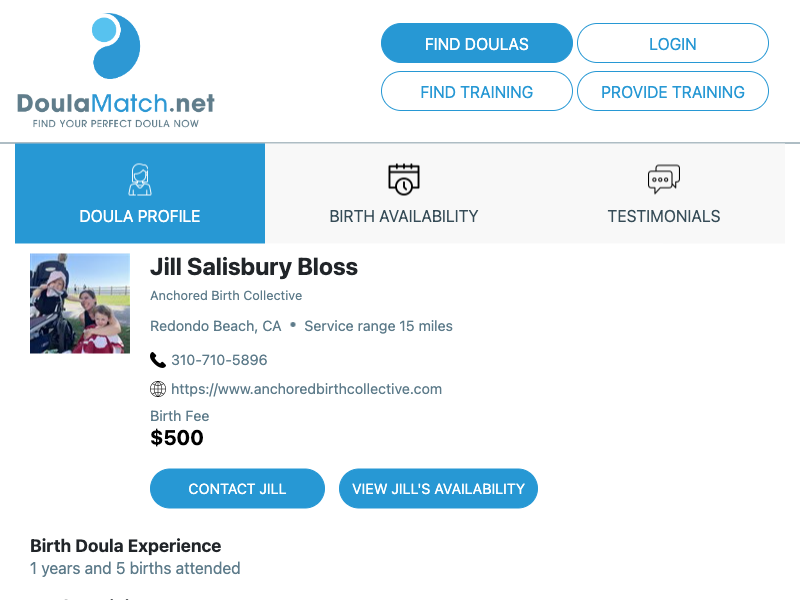 DoulaMatch.net
FIND YOUR PERFECT DOULA NOW
FIND DOULAS
LOGIN
FIND TRAINING
PROVIDE TRAINING
DOULA PROFILE
BIRTH AVAILABILITY
TESTIMONIALS
Jill Salisbury Bloss
Anchored Birth Collective
Redondo Beach, CA • Service range 15 miles
310-710-5896
https://www.anchoredbirthcollective.com
Birth Fee
$500
CONTACT JILL
VIEW JILL'S AVAILABILITY
Birth Doula Experience
1 years and 5 births attended